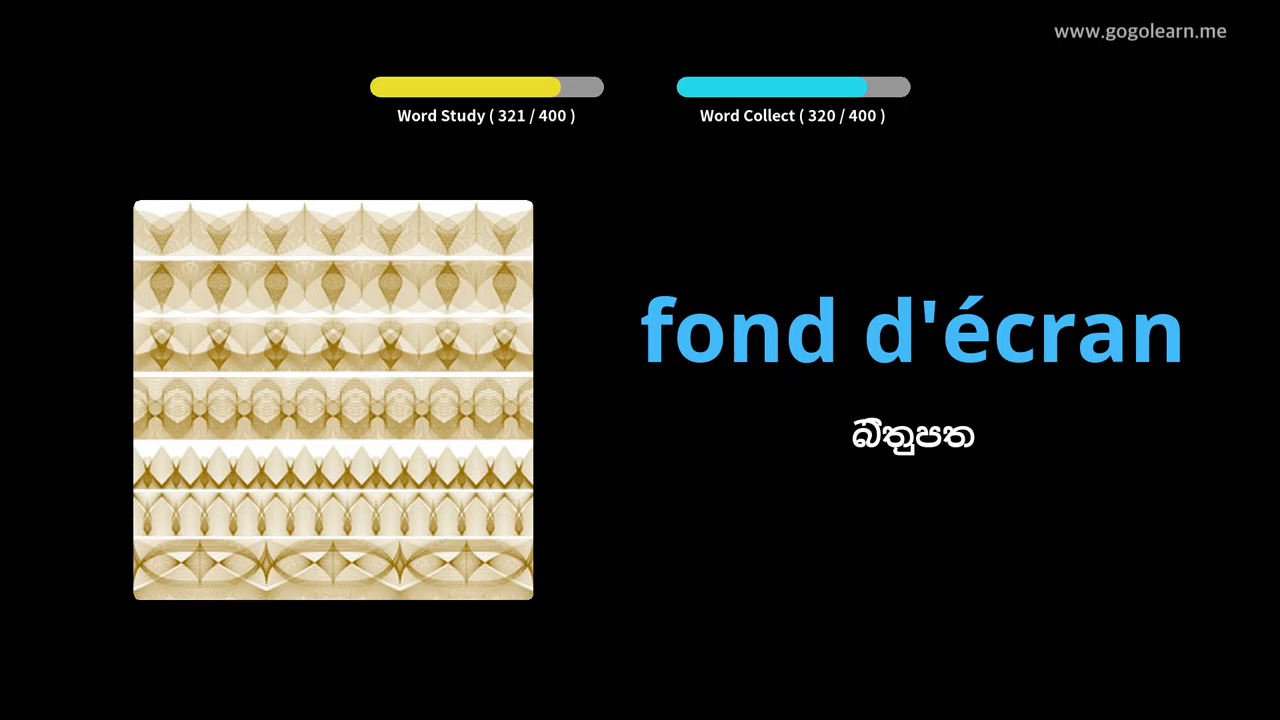 www.gogolearn.me
Word Study ( 321 / 400 )
Word Collect ( 320 / 400 )
fond d'écran
බිතුපත